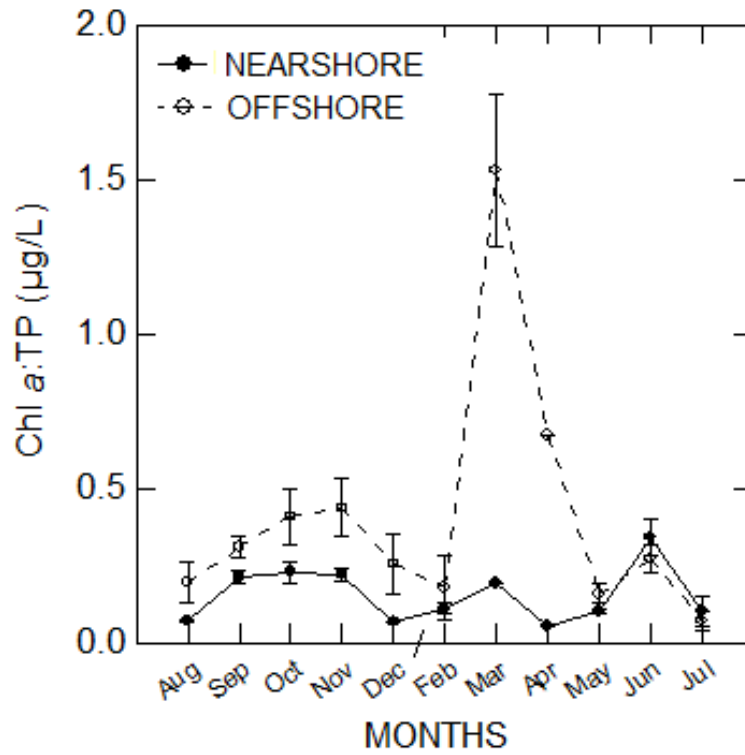 2.0
NEARSHORE
OFFSHORE
1.5
1.0
0.5
0.0
Chl a:TP (µg/L)
Aug Sep Oct Nov Dec / Feb Mar Apr May Jun Jul
MONTHS